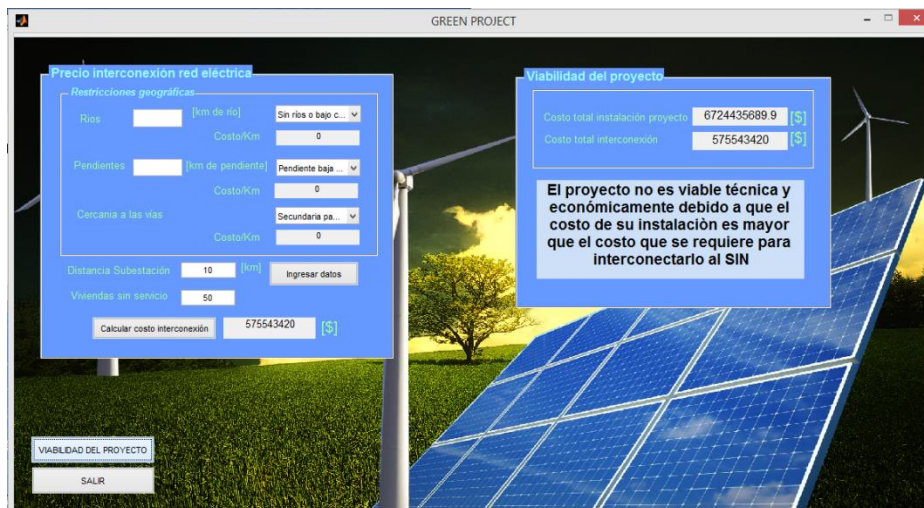 GREEN PROJECT
Precio interconexión red eléctrica
Restricciones geográficas
Rios
[km de río]
Sin ríos o bajo c...
Costo/Km
0
Pendientes
[km de pendiente]
Pendiente baja ...
Costo/Km
0
Cercania a las vías
Secundaria pa...
Costo/Km
0
Distancia Subestación
10
[km]
Ingresar datos
Viviendas sin servicio
50
Calcular costo interconexión
575543420
[$]
Viabilidad del proyecto
Costo total instalación proyecto
6724435689.9
[$]
Costo total interconexión
575543420
[$]
El proyecto no es viable técnica y
económicamente debido a que el
costo de su instalaciòn es mayor
que el costo que se requiere para
interconectarlo al SIN
VIABILIDAD DEL PROYECTO
SALIR